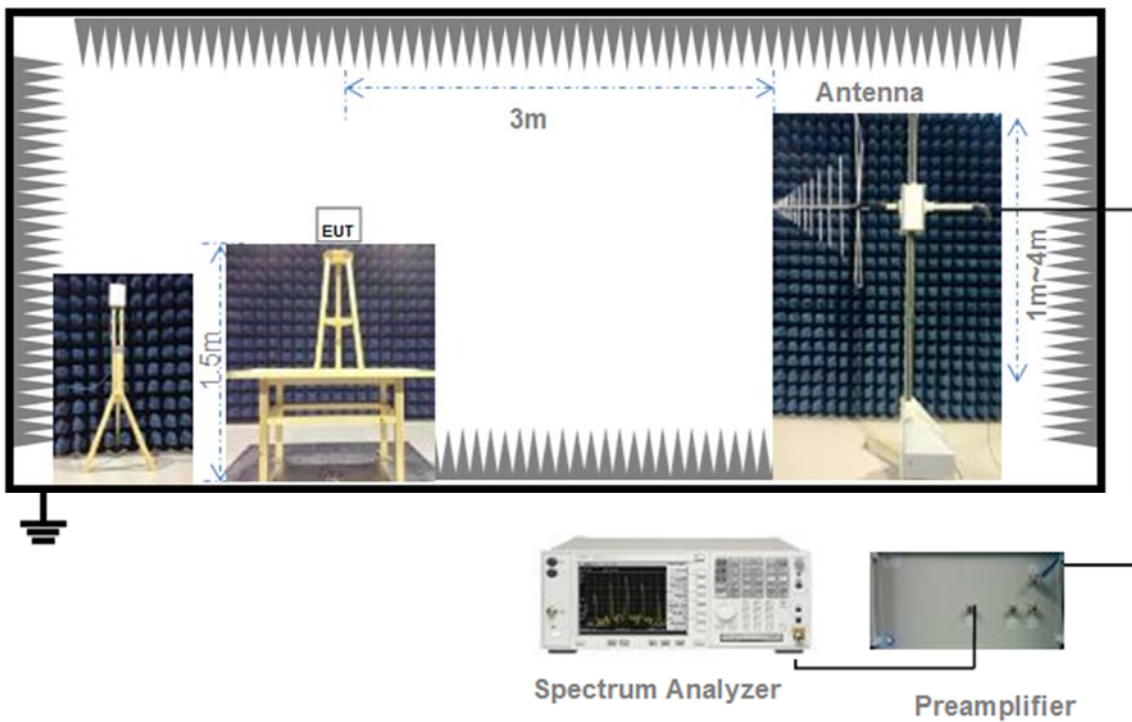 Antenna
3m
EUT
1.5m
1m~4m
Spectrum Analyzer
Preamplifier